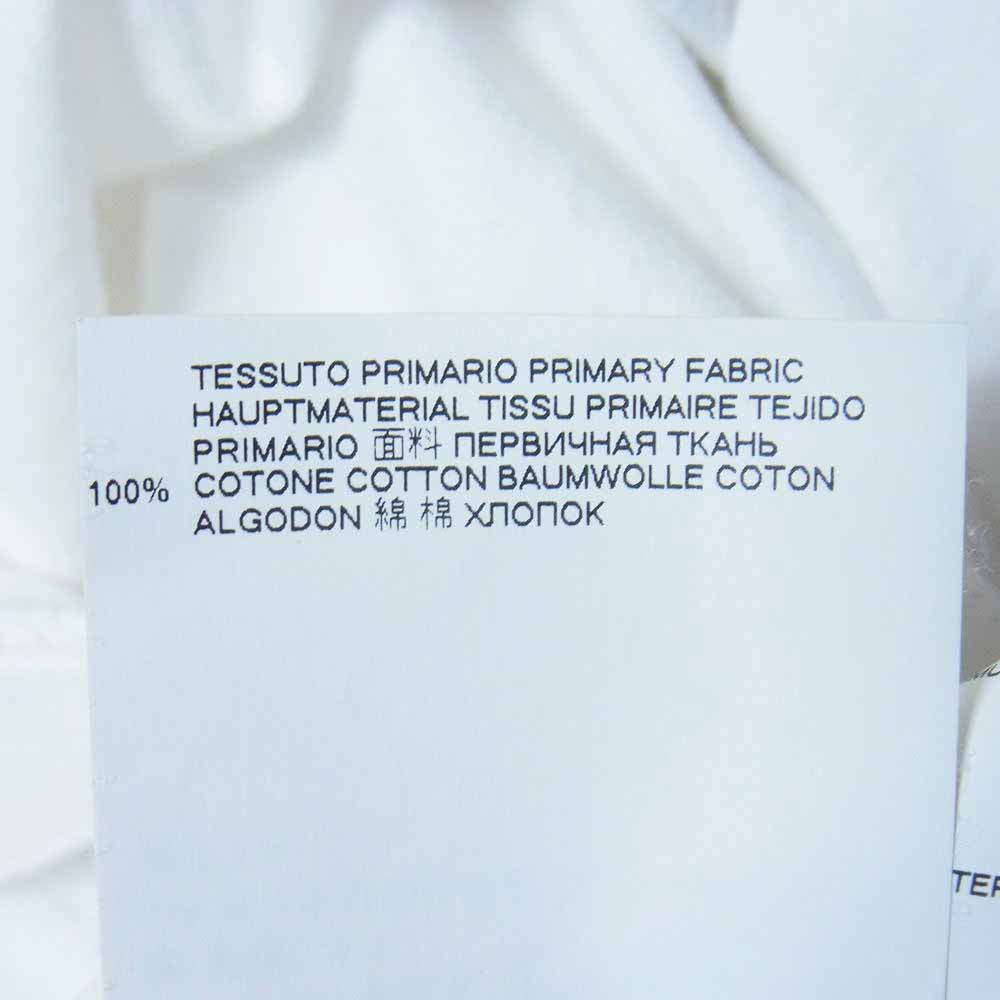 TESSUTO PRIMARIO PRIMARY FABRIC
HAUPTMATERIAL TISSU PRIMAIRE TEJIDO
PRIMARIO 面料 ПЕРВИЧНАЯ ТКАНЬ
100% COTONE COTTON BAUMWOLLE COTON
ALGODON 綿 棉 ХЛОПОК